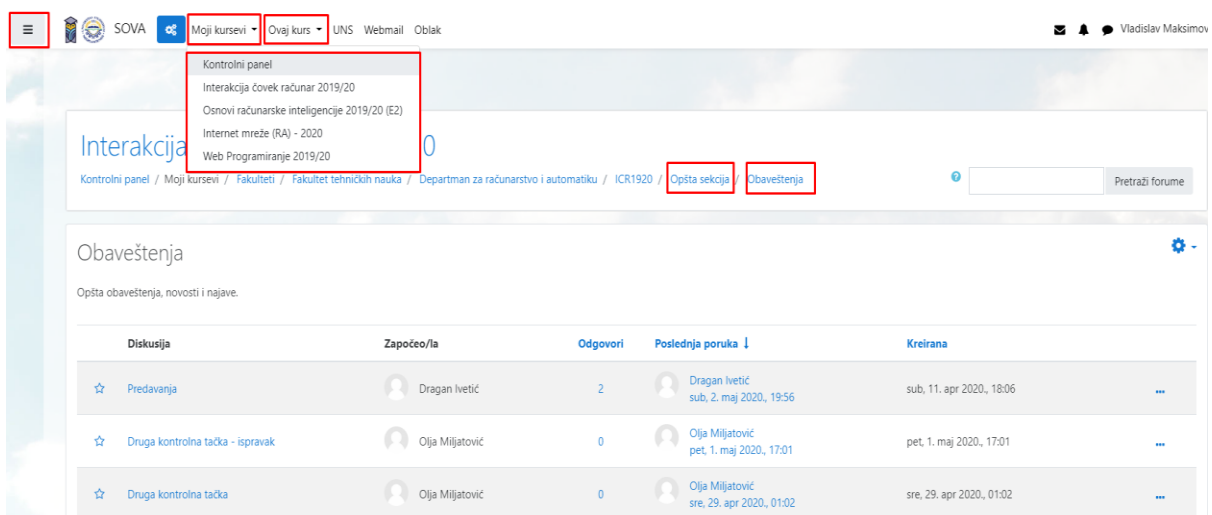 SOVA Moji kursevi Ovaj kurs UNS Webmail Oblak Vladislav Maksimov
Kontrolni panel
Interakcija čovek računar 2019/20
Osnovi računarske inteligencije 2019/20 (E2)
Internet mreže (RA) - 2020
Web Programiranje 2019/20
Interakcija 0
Kontrolni panel / Moji kursevi / Fakulteti / Fakultet tehničkih nauka / Departman za računarstvo i automatiku / ICR1920 / Opšta sekcija / Obaveštenja
Pretraži forume
Obaveštenja
Opšta obaveštenja, novosti i najave.
Diskusija Započeo/la Odgovori Poslednja poruka ↓ Kreirana
Predavanja Dragan Ivetić 2 Dragan Ivetić sub, 11. apr 2020., 18:06
sub, 2. maj 2020., 19:56
Druga kontrolna tačka - ispravak Olja Miljatović 0 Olja Miljatović pet, 1. maj 2020., 17:01
pet, 1. maj 2020., 17:01
Druga kontrolna tačka Olja Miljatović 0 Olja Miljatović sre, 29. apr 2020., 01:02
sre, 29. apr 2020., 01:02